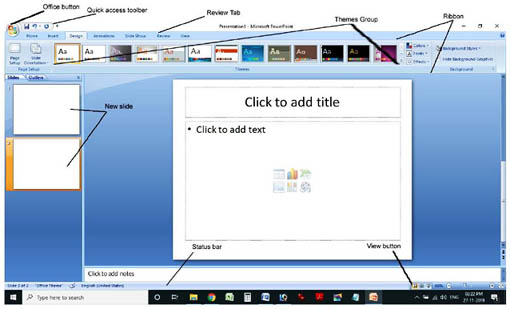 Office button
Quick access toolber
Review Tab
Themes Group
Ribbon
Presentation1 - Microsoft PowerPoint
Home Insert Design Animations Slide Show Review View
Page Setup
Slide Orientation
Aa Aa Aa Aa Aa Aa Aa Aa Aa Aa
Colors
Fonts
Effects
Background Styles
Hide Background Graphics
Page Setup
Themes
Background
Slides Outline
New side
Click to add title
• Click to add text
Status bar
View button
Click to add notes
Slide 2 of 2 "Office Theme" English (United States)
Type here to search
ENG
02:22 PM
27-11-2018